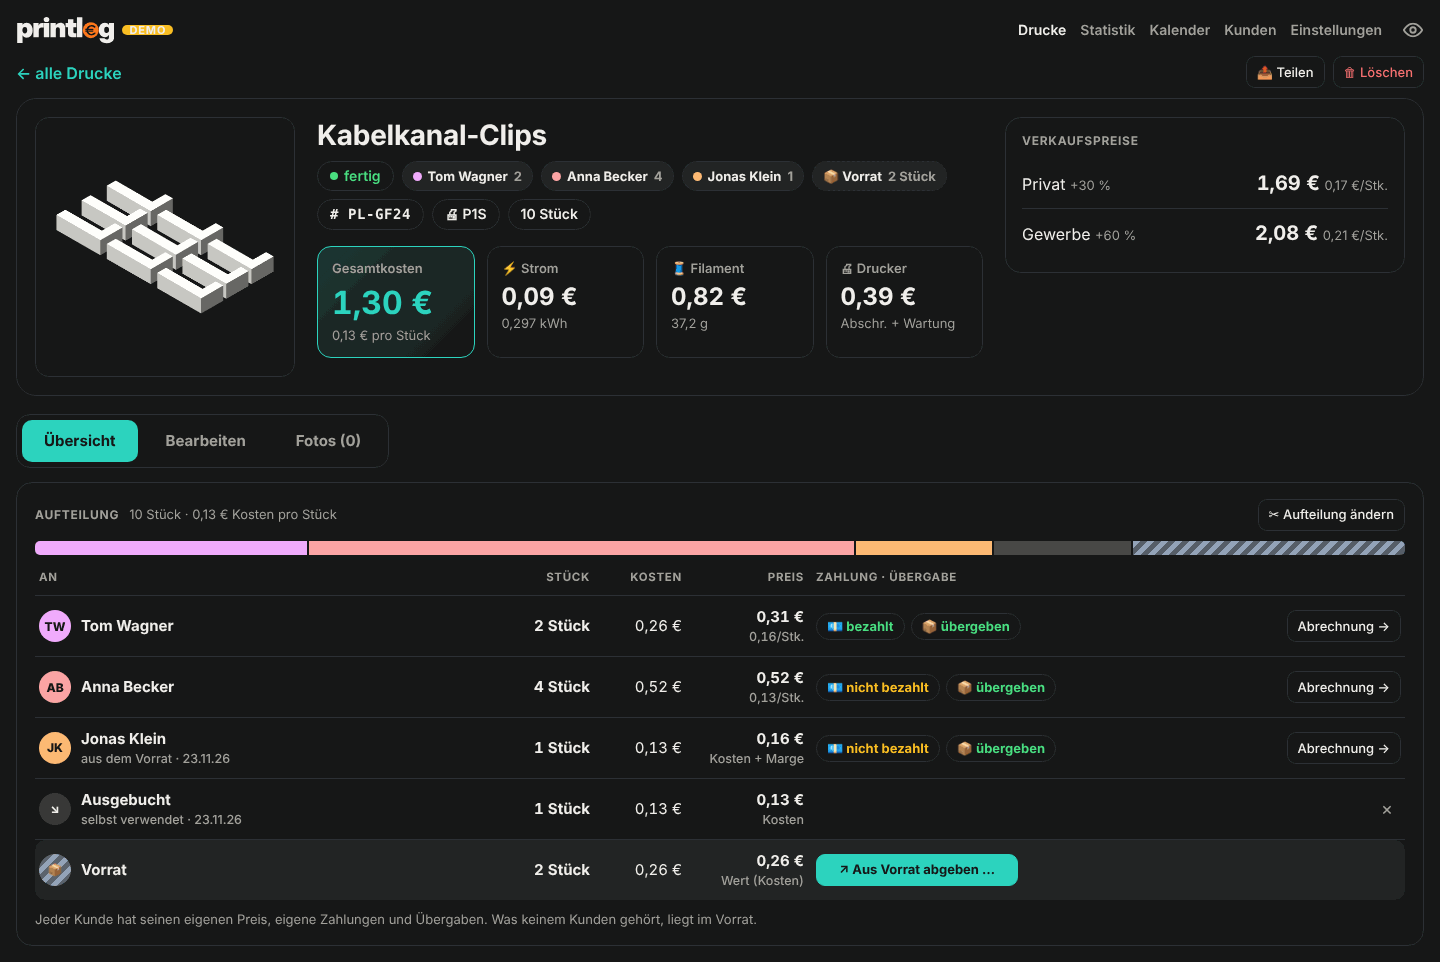 printl€g DEMO
Drucke Statistik Kalender Kunden Einstellungen
← alle Drucke
Teilen Löschen
Kabelkanal-Clips
fertig Tom Wagner 2 Anna Becker 4 Jonas Klein 1 Vorrat 2 Stück
# PL-GF24 P1S 10 Stück
Gesamtkosten
1,30 €
0,13 € pro Stück
Strom
0,09 €
0,297 kWh
Filament
0,82 €
37,2 g
Drucker
0,39 €
Abschr. + Wartung
VERKAUFSPREISE
Privat +30 % 1,69 € 0,17 €/Stk.
Gewerbe +60 % 2,08 € 0,21 €/Stk.
Übersicht Bearbeiten Fotos (0)
AUFTEILUNG 10 Stück · 0,13 € Kosten pro Stück
✂ Aufteilung ändern
AN STÜCK KOSTEN PREIS ZAHLUNG · ÜBERGABE
TW Tom Wagner 2 Stück 0,26 € 0,31 € bezahlt übergeben Abrechnung →
0,16/Stk.
AB Anna Becker 4 Stück 0,52 € 0,52 € nicht bezahlt übergeben Abrechnung →
0,13/Stk.
JK Jonas Klein 1 Stück 0,13 € 0,16 € nicht bezahlt übergeben Abrechnung →
aus dem Vorrat · 23.11.26 Kosten + Marge
↘ Ausgebucht 1 Stück 0,13 € 0,13 € ×
selbst verwendet · 23.11.26 Kosten
Vorrat 2 Stück 0,26 € 0,26 € ↗ Aus Vorrat abgeben ...
Wert (Kosten)
Jeder Kunde hat seinen eigenen Preis, eigene Zahlungen und Übergaben. Was keinem Kunden gehört, liegt im Vorrat.